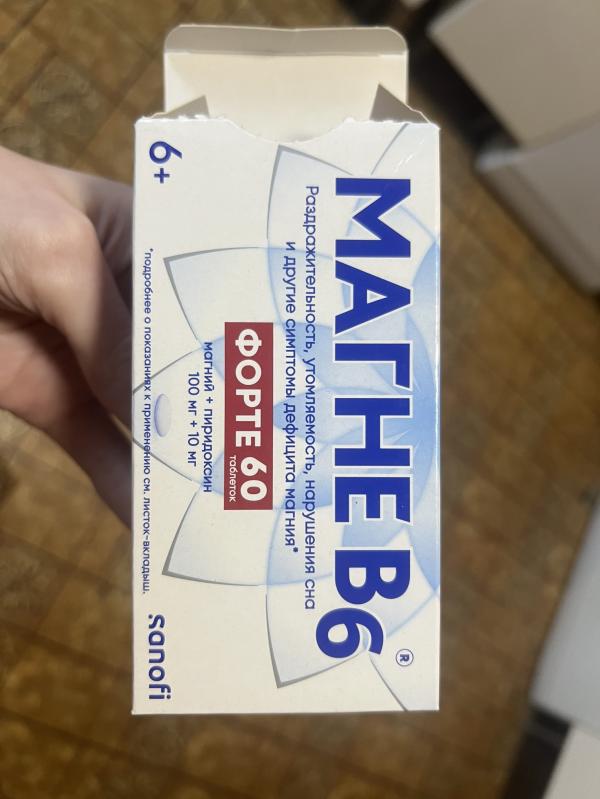 МАГНЕ B6®
Раздражительность, утомляемость, нарушения сна
и другие симптомы дефицита магния*
ФОРТЕ 60
таблеток
магний + пиридоксин
100 мг + 10 мг
6+
*подробнее о показаниях к применению см. листок-вкладыш.
sanofi